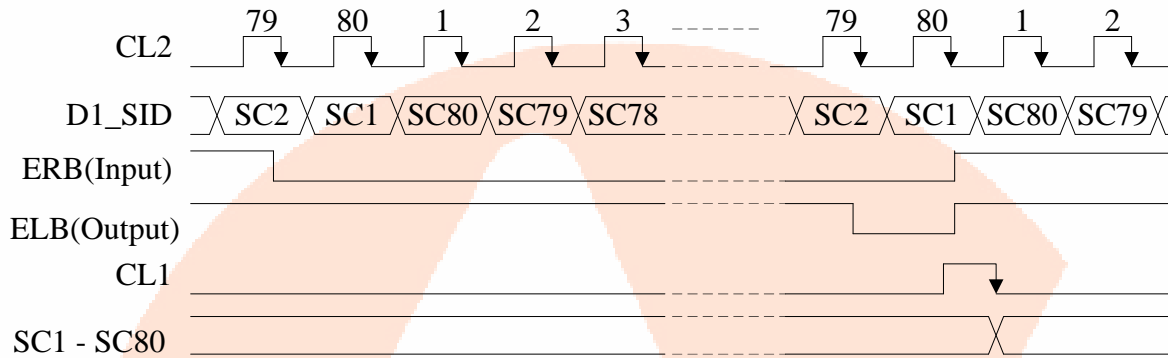 79 80 1 2 3 79 80 1 2
CL2
D1_SID SC2 SC1 SC80 SC79 SC78 SC2 SC1 SC80 SC79
ERB(Input)
ELB(Output)
CL1
SC1 - SC80